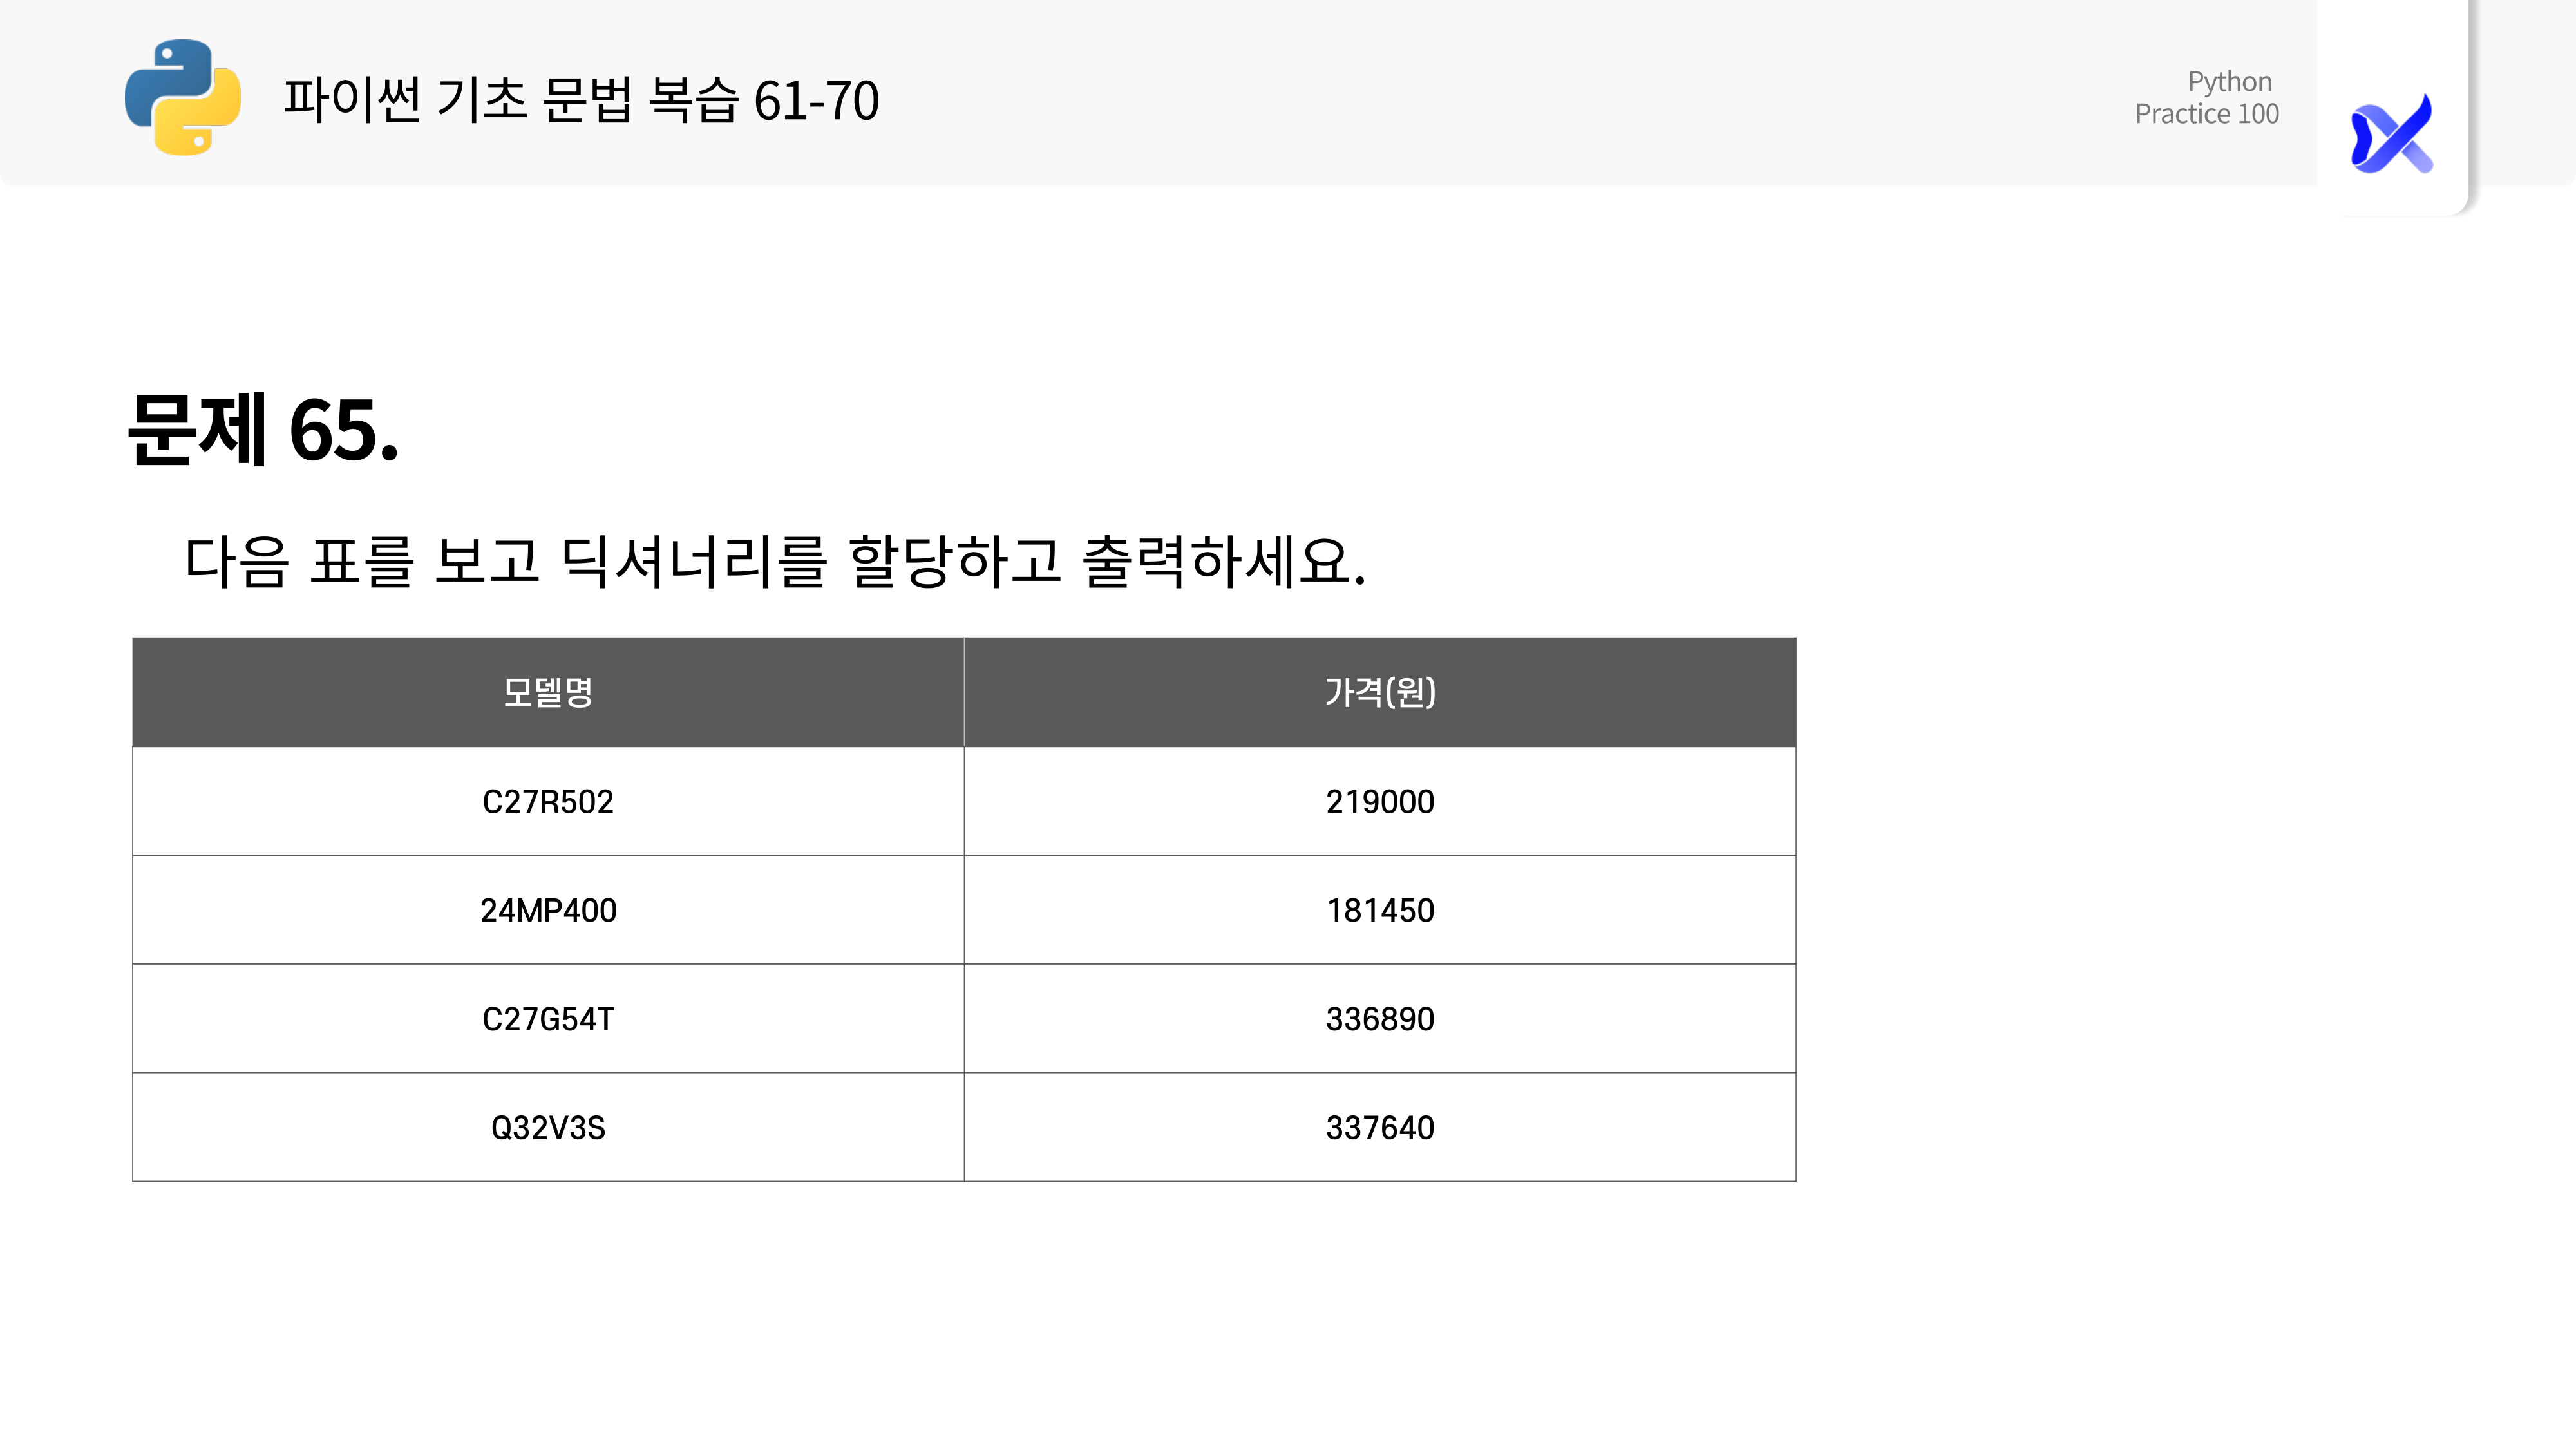 파이썬 기초 문법 복습 61-70
Python
Practice 100
문제 65.
다음 표를 보고 딕셔너리를 할당하고 출력하세요.
모델명 가격(원)
C27R502 219000
24MP400 181450
C27G54T 336890
Q32V3S 337640